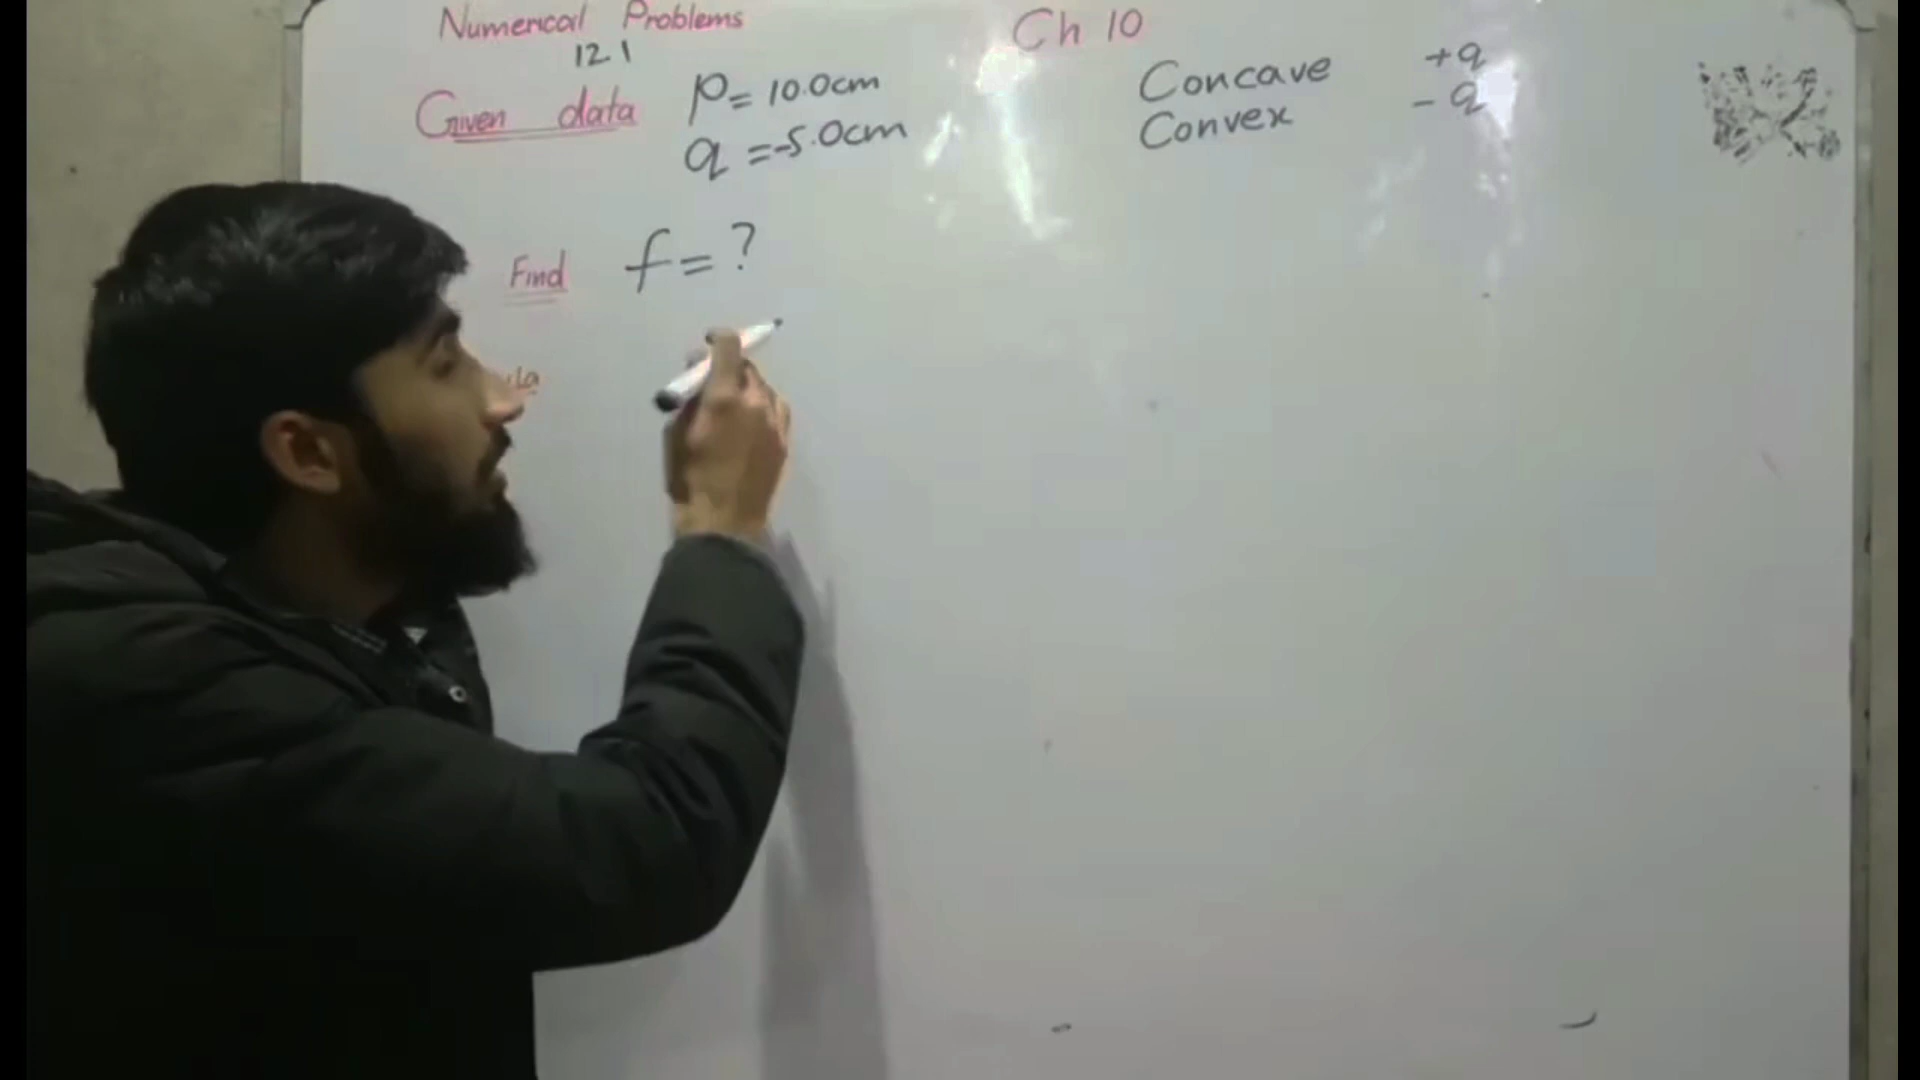 Numerical Problems
12.1
Ch 10
Given data p = 10.0cm
q = -5.0cm
Concave +q
Convex -q
Find f = ?